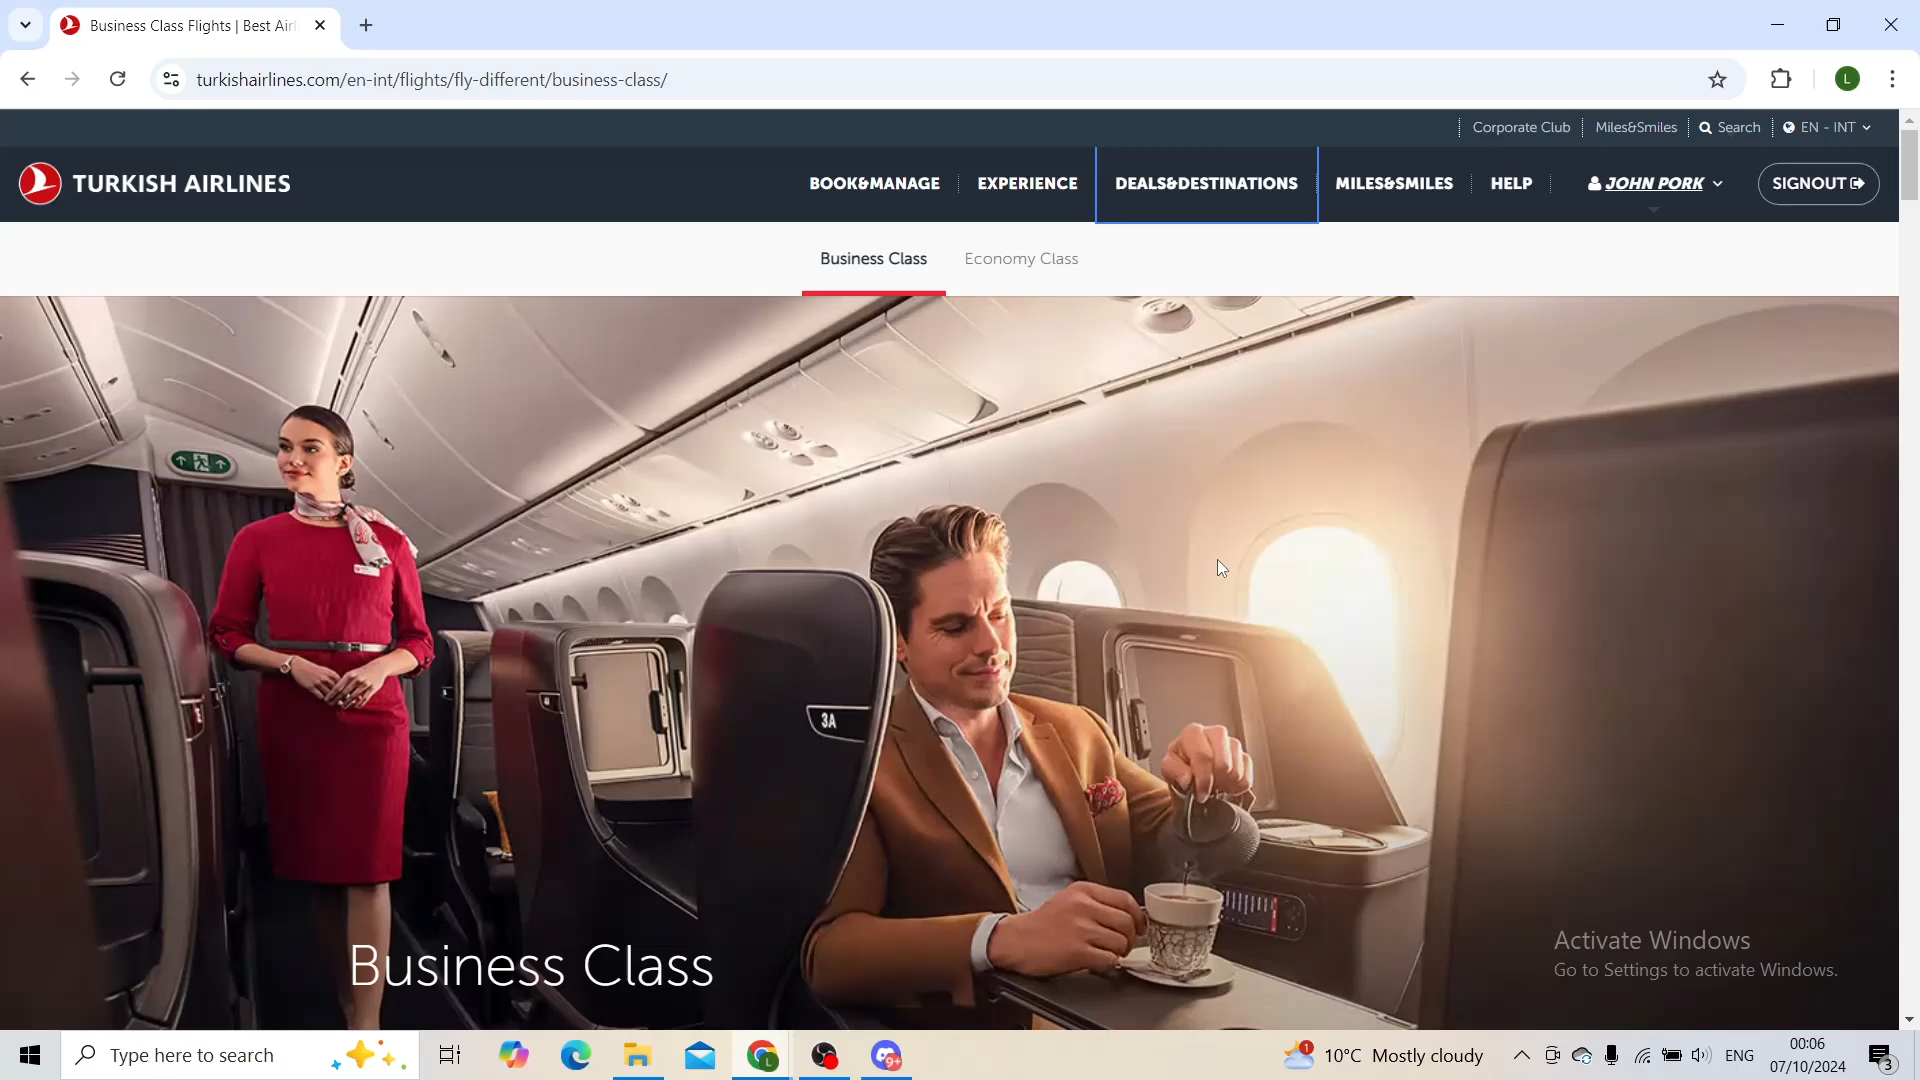 Business Class Flights | Best Airl
turkishairlines.com/en-int/flights/fly-different/business-class/
L
Corporate Club
Miles&Smiles
Search
EN - INT
TURKISH AIRLINES
BOOK&MANAGE
EXPERIENCE
DEALS&DESTINATIONS
MILES&SMILES
HELP
JOHN PORK
SIGNOUT
Business Class
Economy Class
3A
Business Class
Activate Windows
Go to Settings to activate Windows.
Type here to search
L
9+
1
10°C Mostly cloudy
ENG
00:06
07/10/2024
3